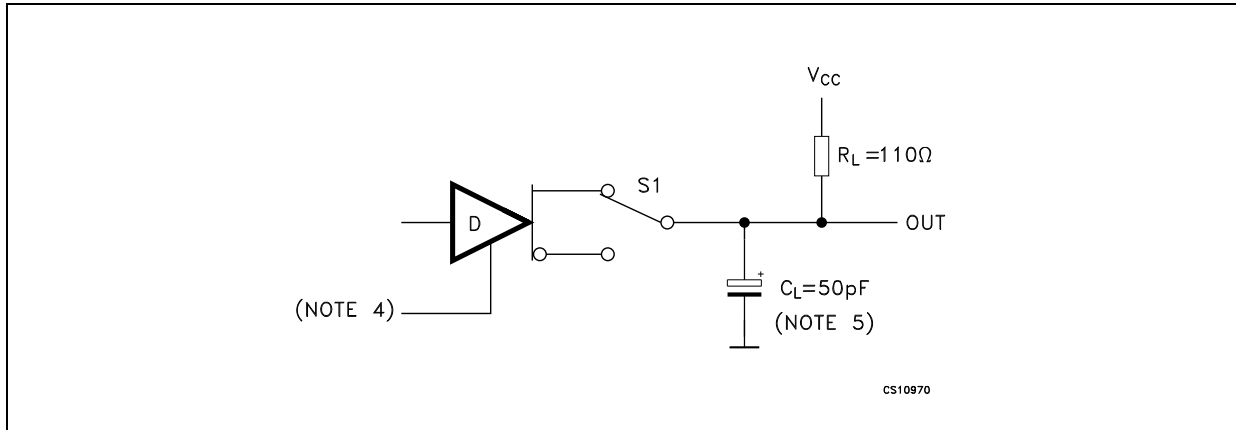 VCC
RL=110Ω
S1
D
OUT
+
CL=50pF
(NOTE 4)
(NOTE 5)
CS10970